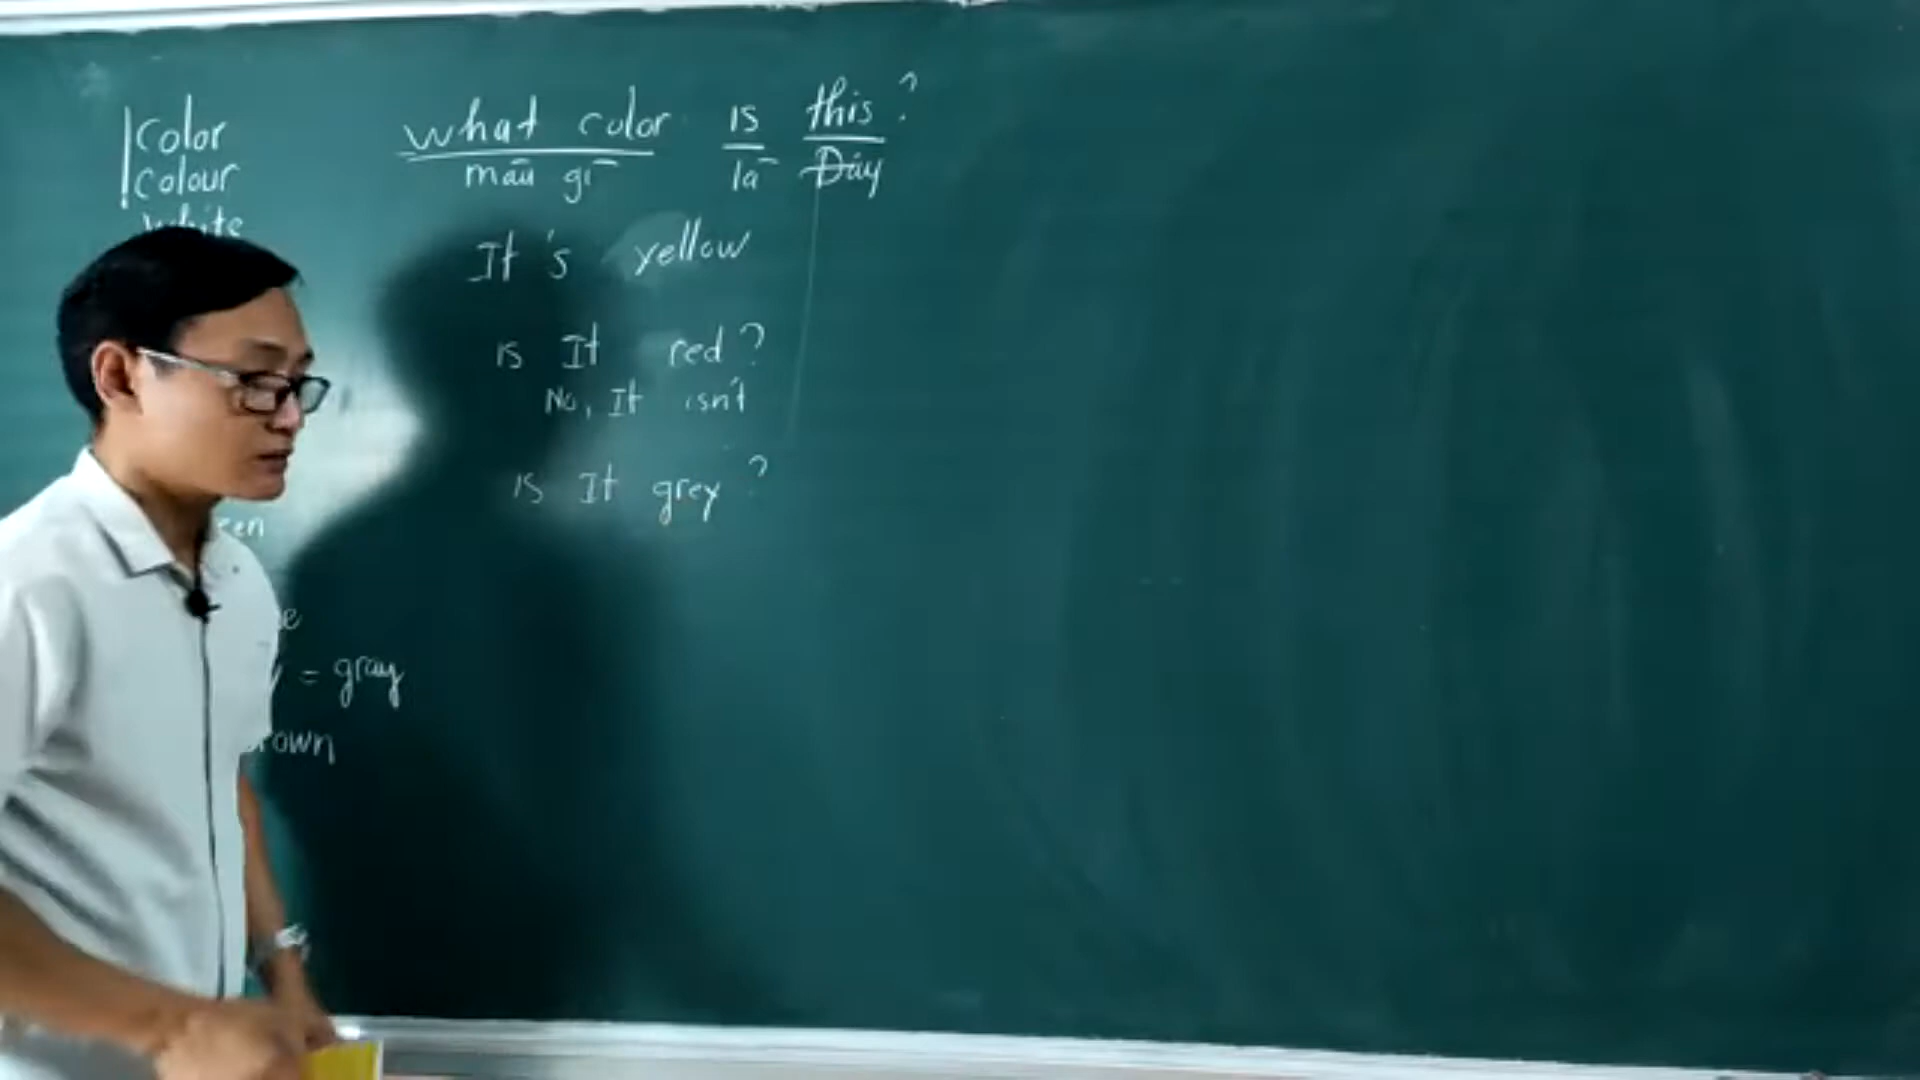 color
colour
white
what color is this?
màu gì là Đây
It's yellow
is It red?
No, It isn't
is It grey?
= gray